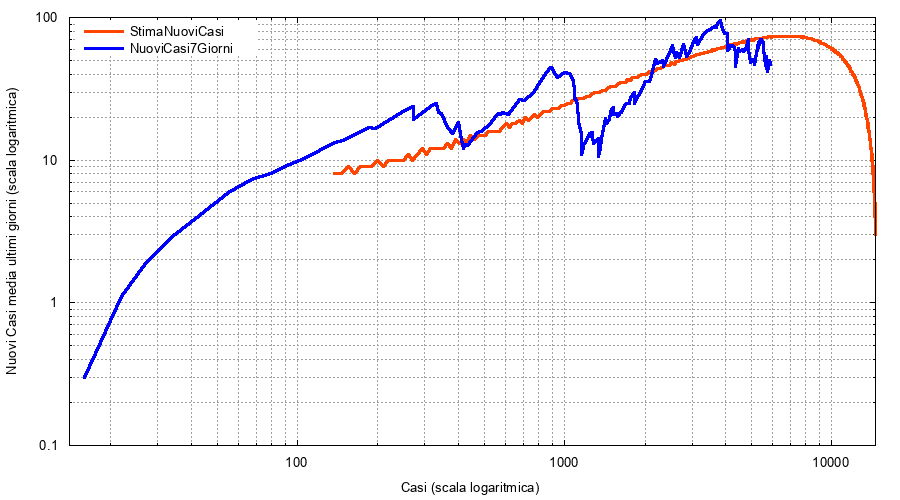 100
StimaNuoviCasi
NuoviCasi7Giorni
10
1
0.1
Nuovi Casi media ultimi giorni (scala logaritmica)
100
1000
10000
Casi (scala logaritmica)